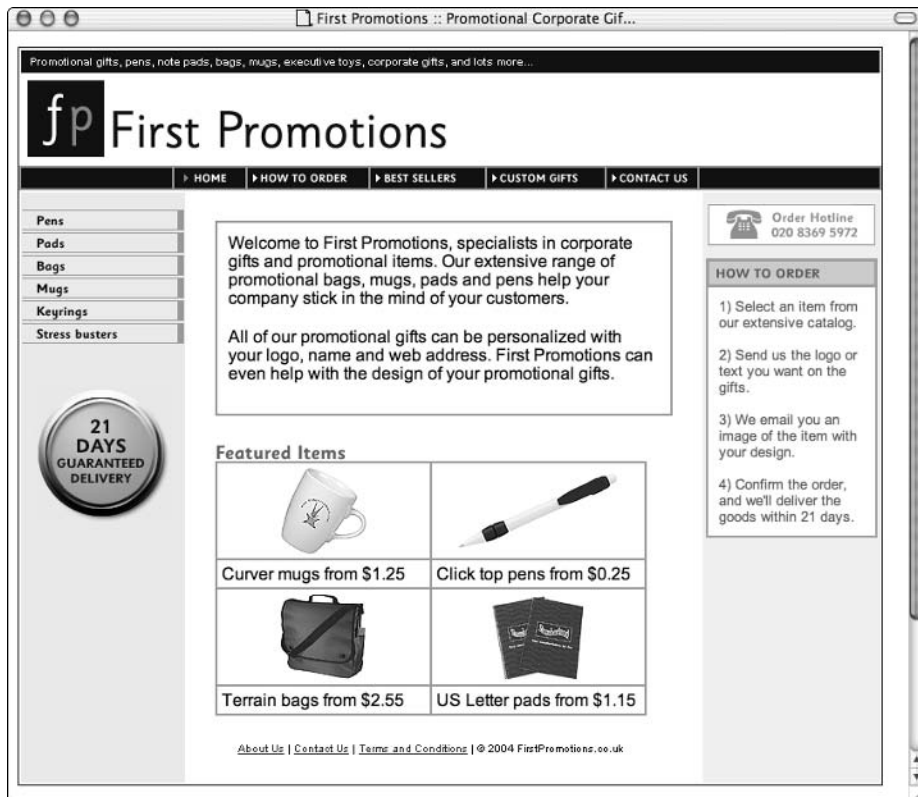 First Promotions :: Promotional Corporate Gif...
Promotional gifts, pens, note pads, bags, mugs, executive toys, corporate gifts, and lots more...
fp First Promotions
HOME HOW TO ORDER BEST SELLERS CUSTOM GIFTS CONTACT US
Pens
Pads
Bags
Mugs
Keyrings
Stress busters
21
DAYS
GUARANTEED
DELIVERY
Welcome to First Promotions, specialists in corporate
gifts and promotional items. Our extensive range of
promotional bags, mugs, pads and pens help your
company stick in the mind of your customers.
All of our promotional gifts can be personalized with
your logo, name and web address. First Promotions can
even help with the design of your promotional gifts.
Featured Items
Curver mugs from $1.25
Click top pens from $0.25
Terrain bags from $2.55
US Letter pads from $1.15
Order Hotline
020 8369 5972
HOW TO ORDER
1) Select an item from
our extensive catalog.
2) Send us the logo or
text you want on the
gifts.
3) We email you an
image of the item with
your design.
4) Confirm the order,
and we'll deliver the
goods within 21 days.
About Us | Contact Us | Terms and Conditions | © 2004 FirstPromotions.co.uk